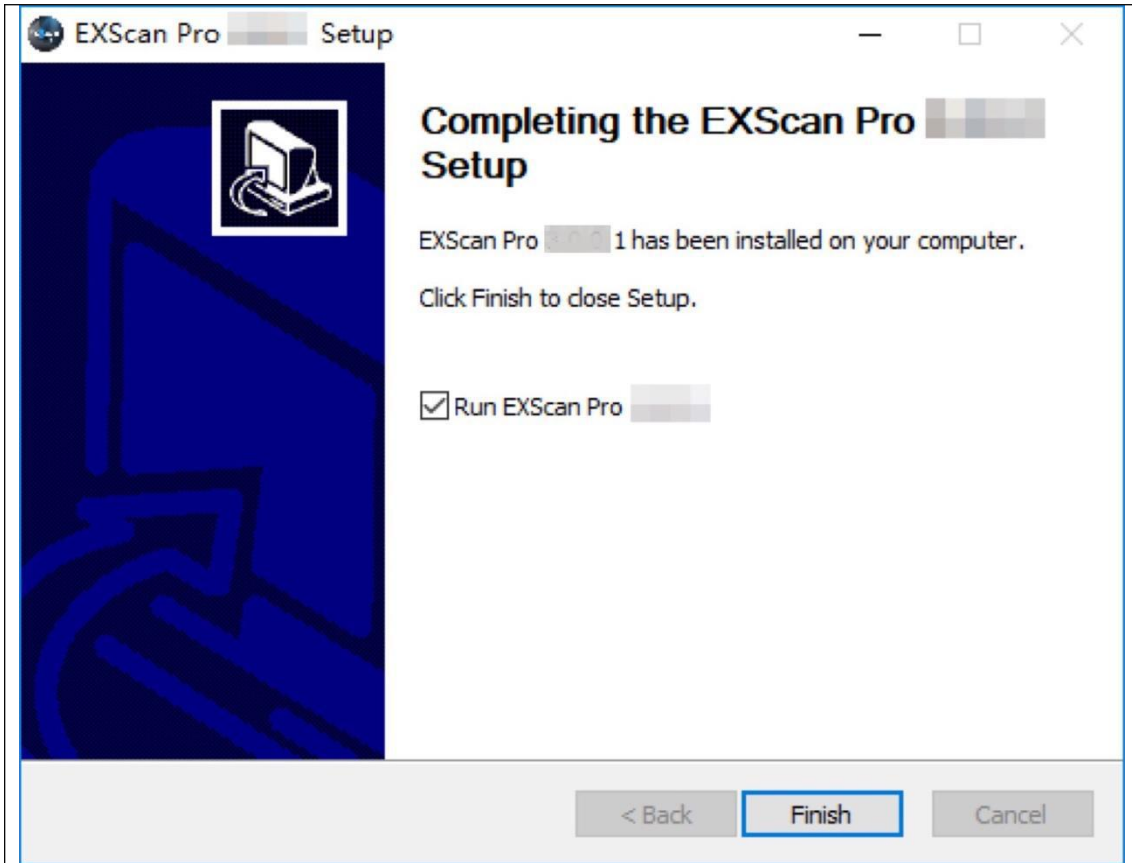 EXScan Pro Setup
Completing the EXScan Pro
Setup
EXScan Pro 1 has been installed on your computer.
Click Finish to close Setup.
Run EXScan Pro
< Back Finish Cancel